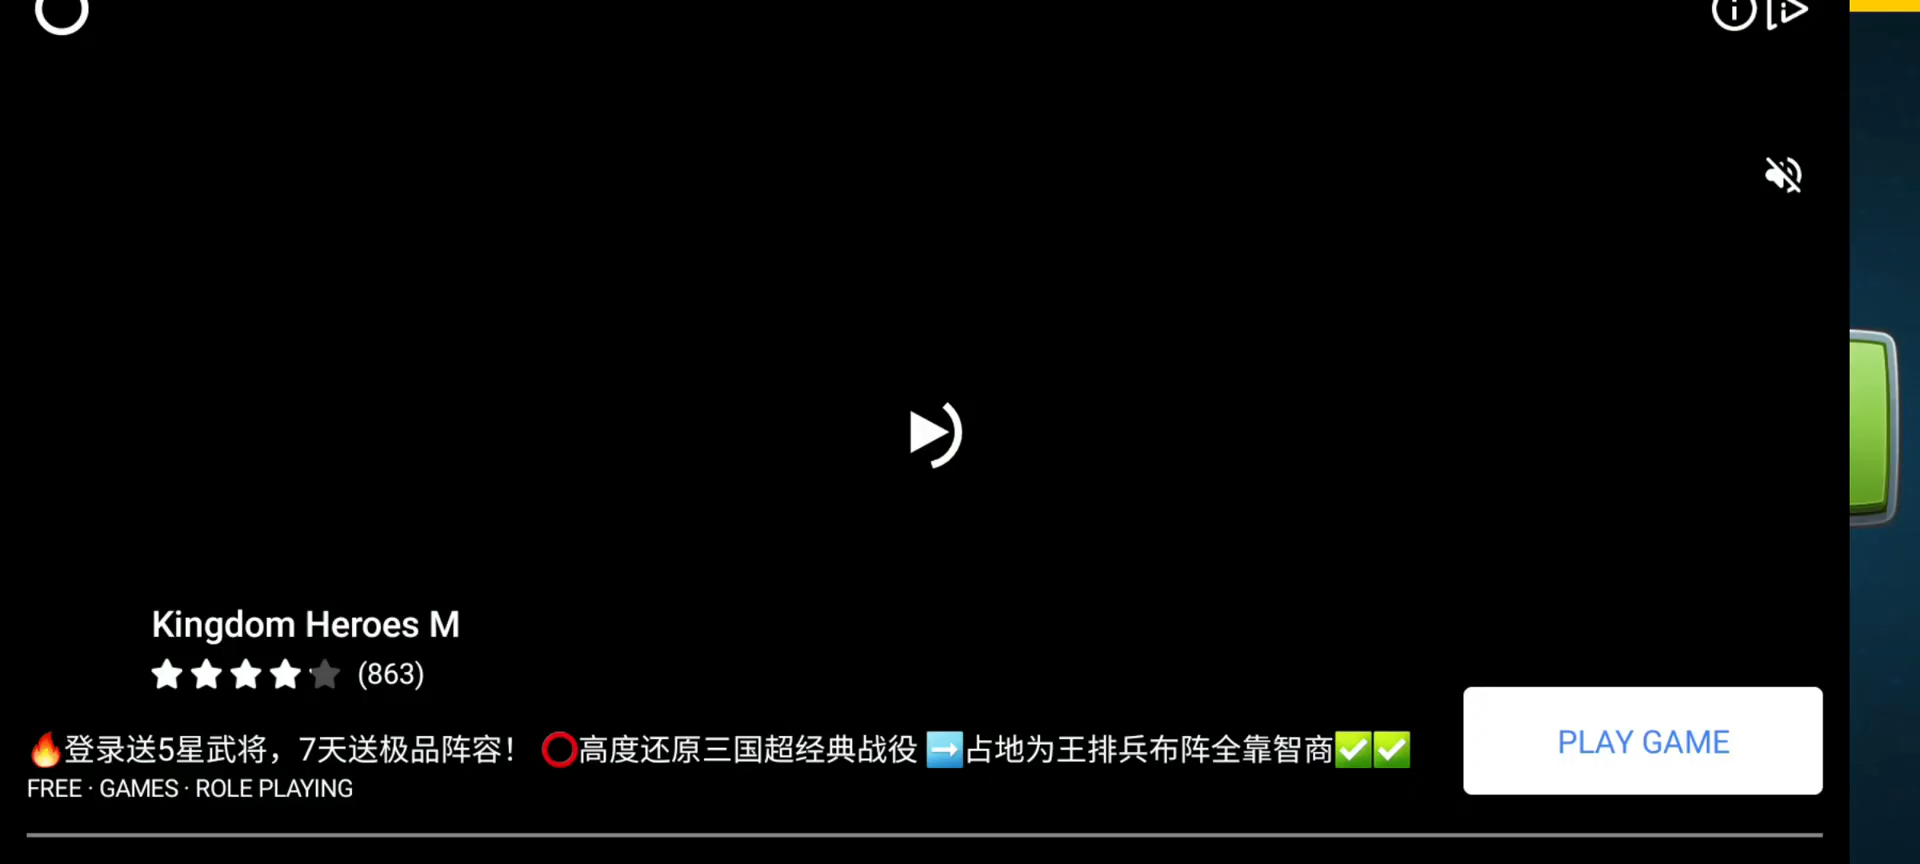 Kingdom Heroes M
(863)
🔥登录送5星武将，7天送极品阵容！ ⭕高度还原三国超经典战役 ➡️占地为王排兵布阵全靠智商✅✅
PLAY GAME
FREE · GAMES · ROLE PLAYING